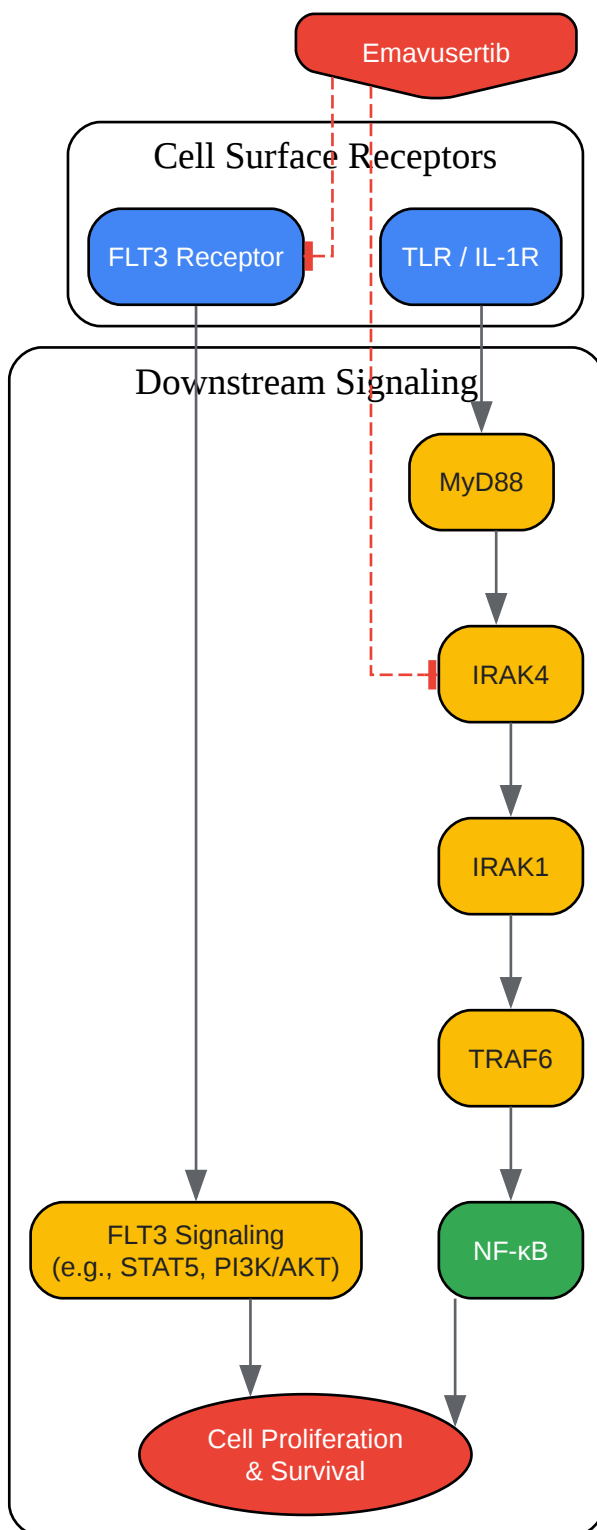 Emavusertib
Cell Surface Receptors
FLT3 Receptor
TLR / IL-1R
Downstream Signaling
MyD88
IRAK4
IRAK1
TRAF6
FLT3 Signaling
(e.g., STAT5, PI3K/AKT)
NF-κB
Cell Proliferation
& Survival